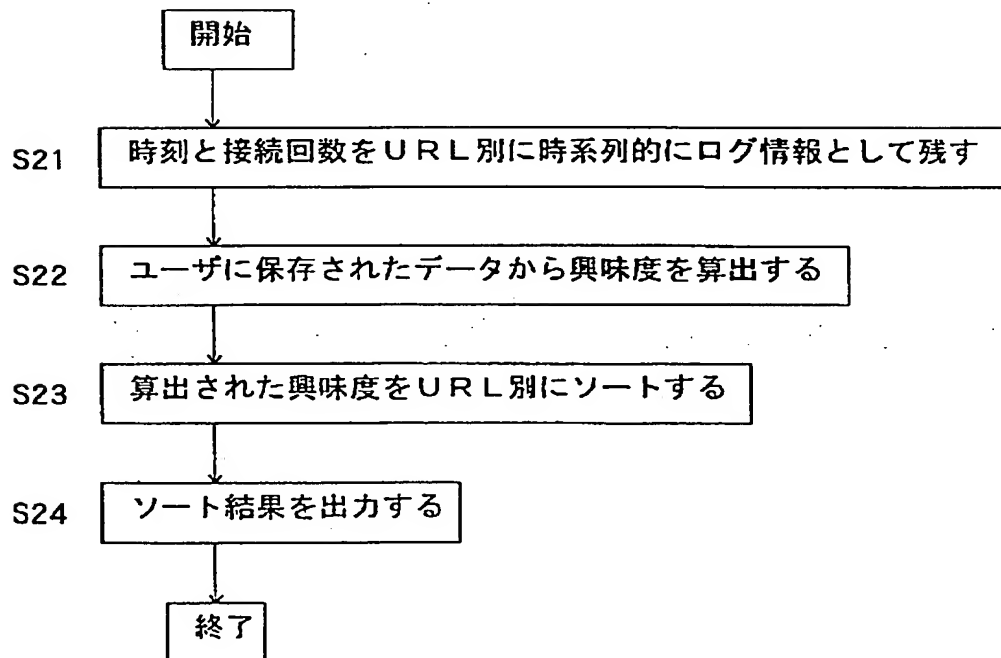 開始
S21 時刻と接続回数をURL別に時系列的にログ情報として残す
S22 ユーザに保存されたデータから興味度を算出する
S23 算出された興味度をURL別にソートする
S24 ソート結果を出力する
終了